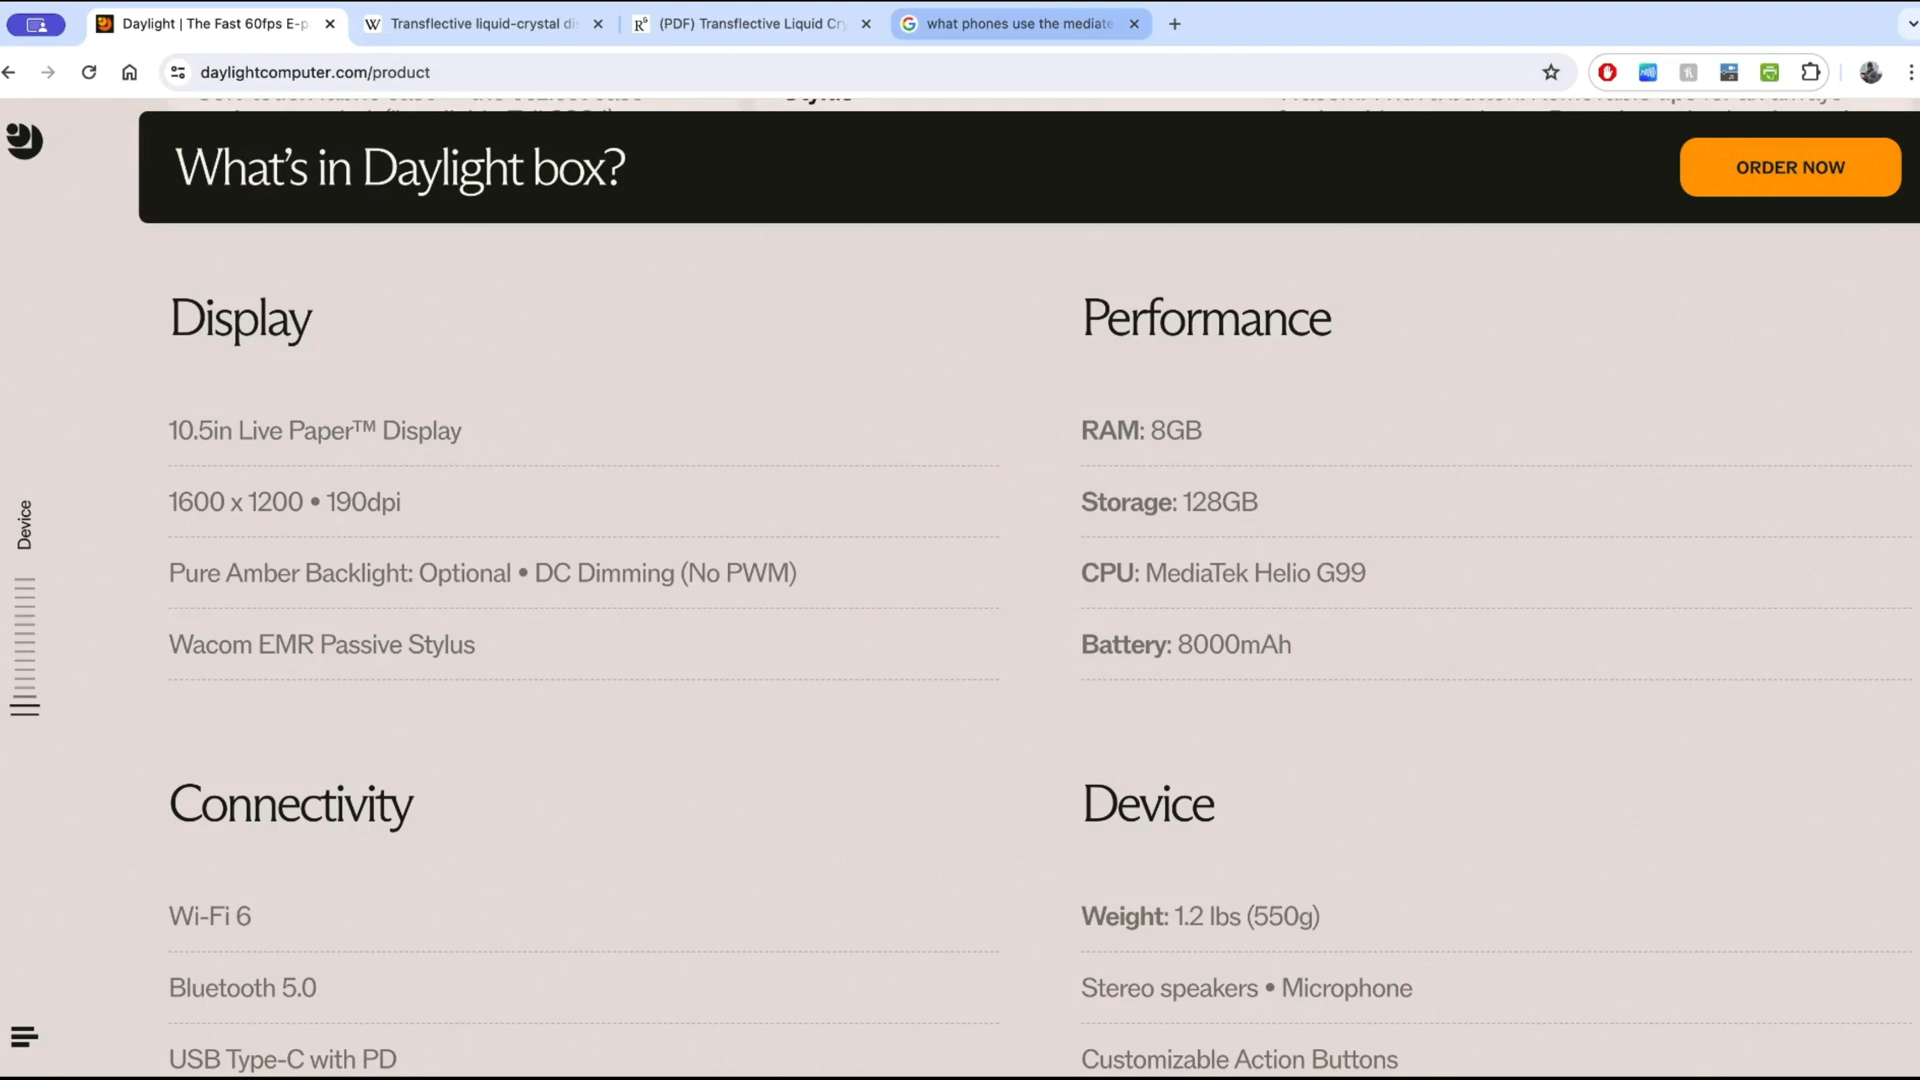 Daylight | The Fast 60fps E-p
Transflective liquid-crystal di
(PDF) Transflective Liquid Cry
what phones use the mediate
daylightcomputer.com/product
What's in Daylight box?
ORDER NOW
Display
10.5in Live Paper™ Display
1600 x 1200 • 190dpi
Pure Amber Backlight: Optional • DC Dimming (No PWM)
Wacom EMR Passive Stylus
Performance
RAM: 8GB
Storage: 128GB
CPU: MediaTek Helio G99
Battery: 8000mAh
Device
Connectivity
Wi-Fi 6
Bluetooth 5.0
USB Type-C with PD
Device
Weight: 1.2 lbs (550g)
Stereo speakers • Microphone
Customizable Action Buttons